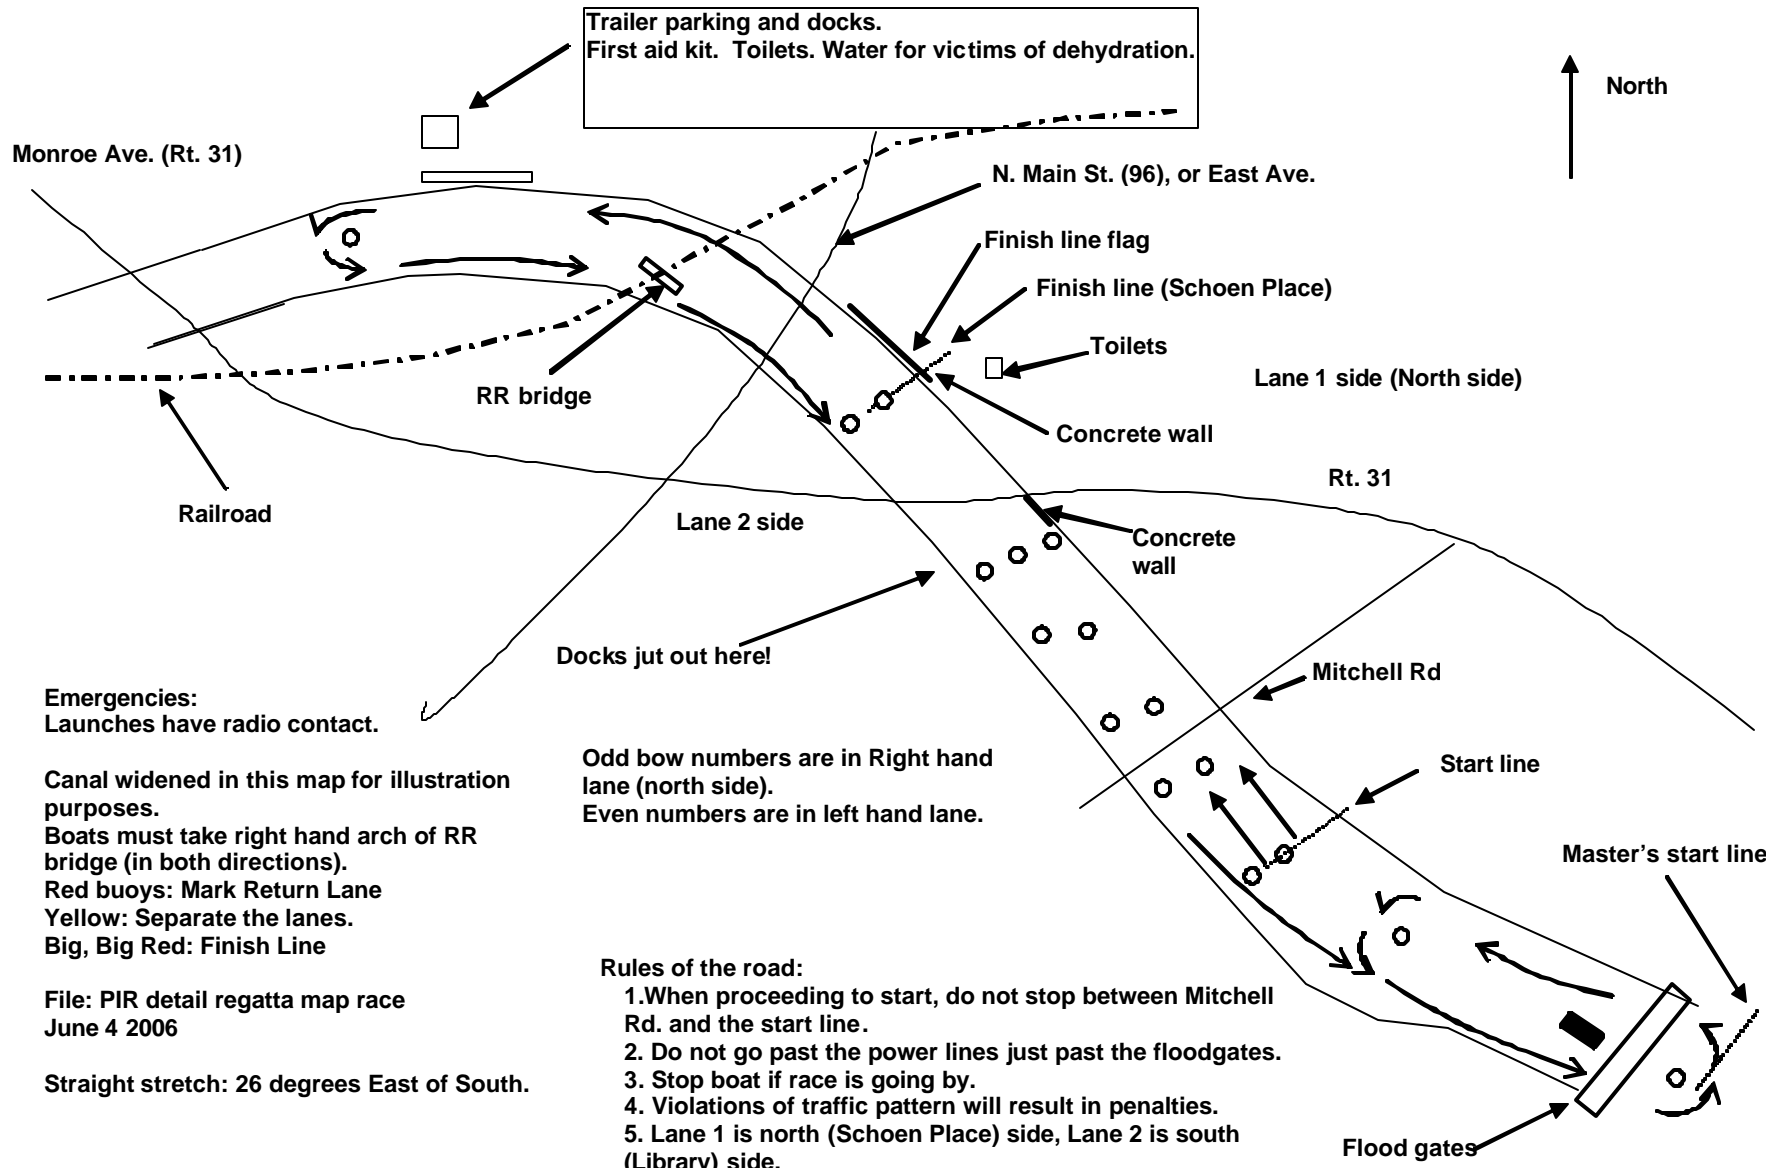 Trailer parking and docks.
First aid kit.  Toilets. Water for victims of dehydration.
North
Monroe Ave. (Rt. 31)
N. Main St. (96), or East Ave.
Finish line flag
Finish line (Schoen Place)
Toilets
Lane 1 side (North side)
RR bridge
Concrete wall
Rt. 31
Railroad
Lane 2 side
Concrete
wall
Docks jut out here!
Mitchell Rd
Emergencies:
Launches have radio contact.
Canal widened in this map for illustration
purposes.
Boats must take right hand arch of RR
bridge (in both directions).
Red buoys: Mark Return Lane
Yellow: Separate the lanes.
Big, Big Red: Finish Line
File: PIR detail regatta map race
June 4 2006
Straight stretch: 26 degrees East of South.
Odd bow numbers are in Right hand
lane (north side).
Even numbers are in left hand lane.
Start line
Master's start line
Rules of the road:
1.When proceeding to start, do not stop between Mitchell
Rd. and the start line.
2. Do not go past the power lines just past the floodgates.
3. Stop boat if race is going by.
4. Violations of traffic pattern will result in penalties.
5. Lane 1 is north (Schoen Place) side, Lane 2 is south
(Library) side.
Flood gates